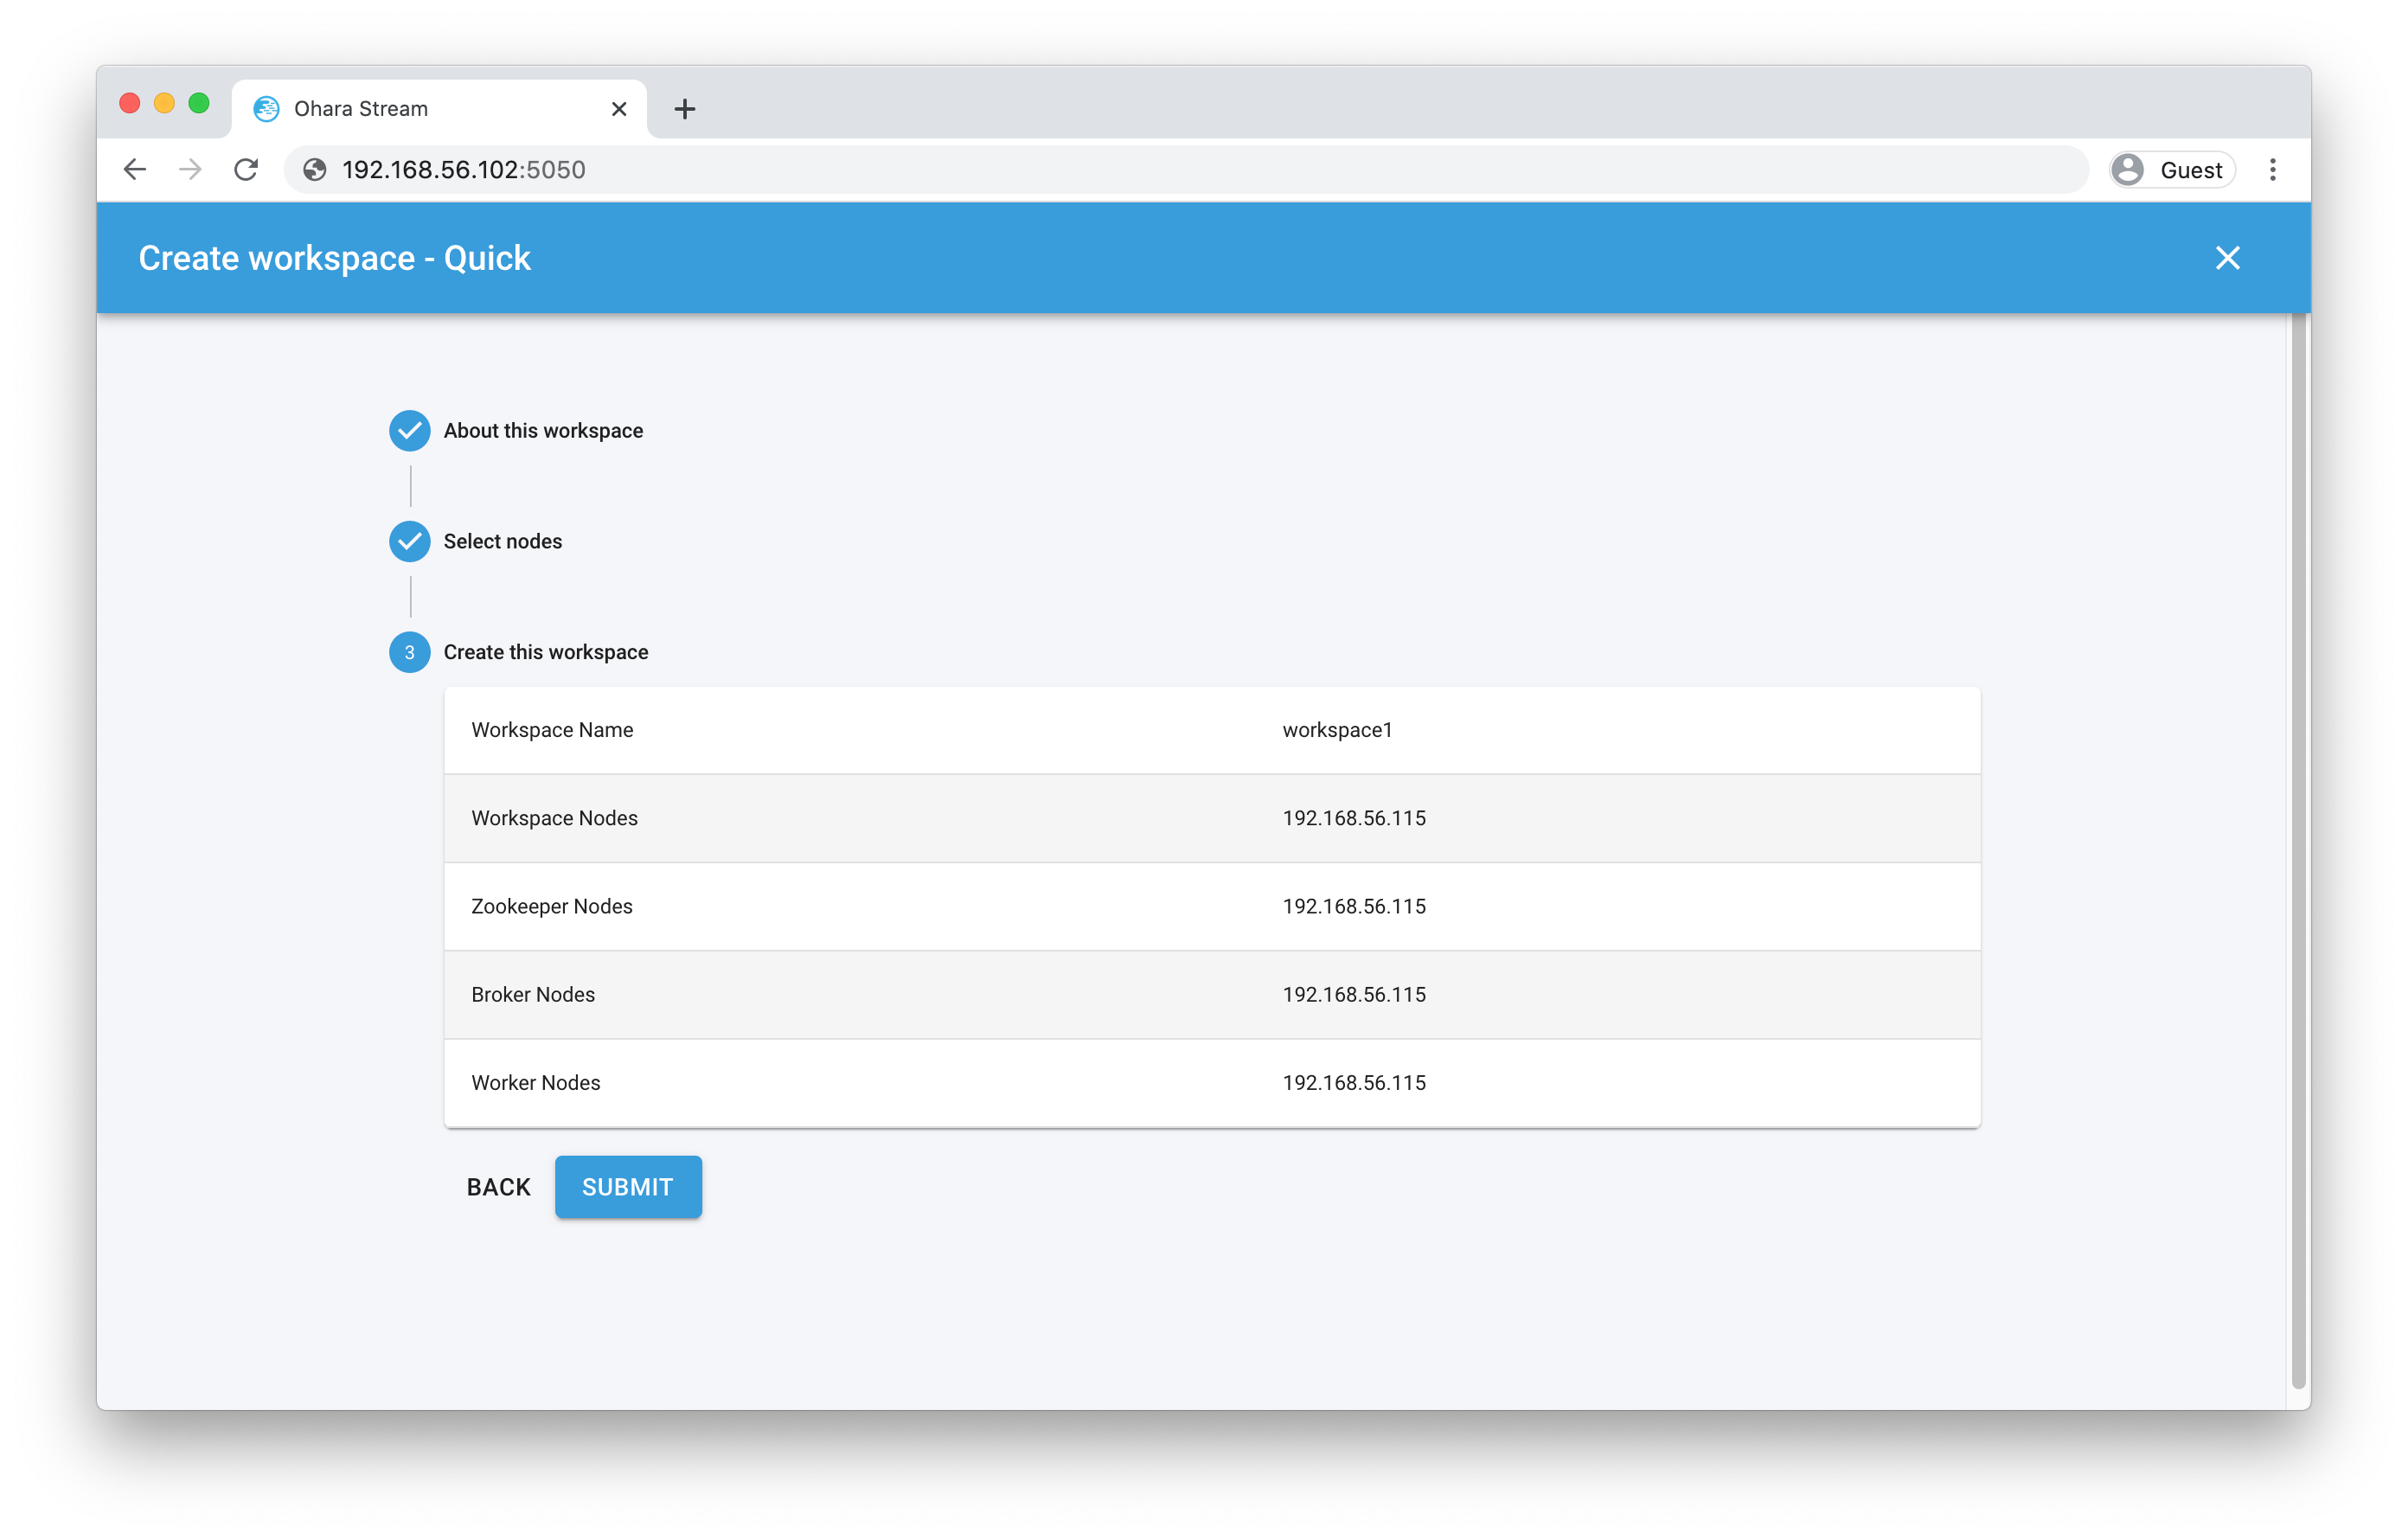 Ohara Stream
192.168.56.102:5050
Guest
Create workspace - Quick
About this workspace
Select nodes
3 Create this workspace
Workspace Name workspace1
Workspace Nodes 192.168.56.115
Zookeeper Nodes 192.168.56.115
Broker Nodes 192.168.56.115
Worker Nodes 192.168.56.115
BACK SUBMIT